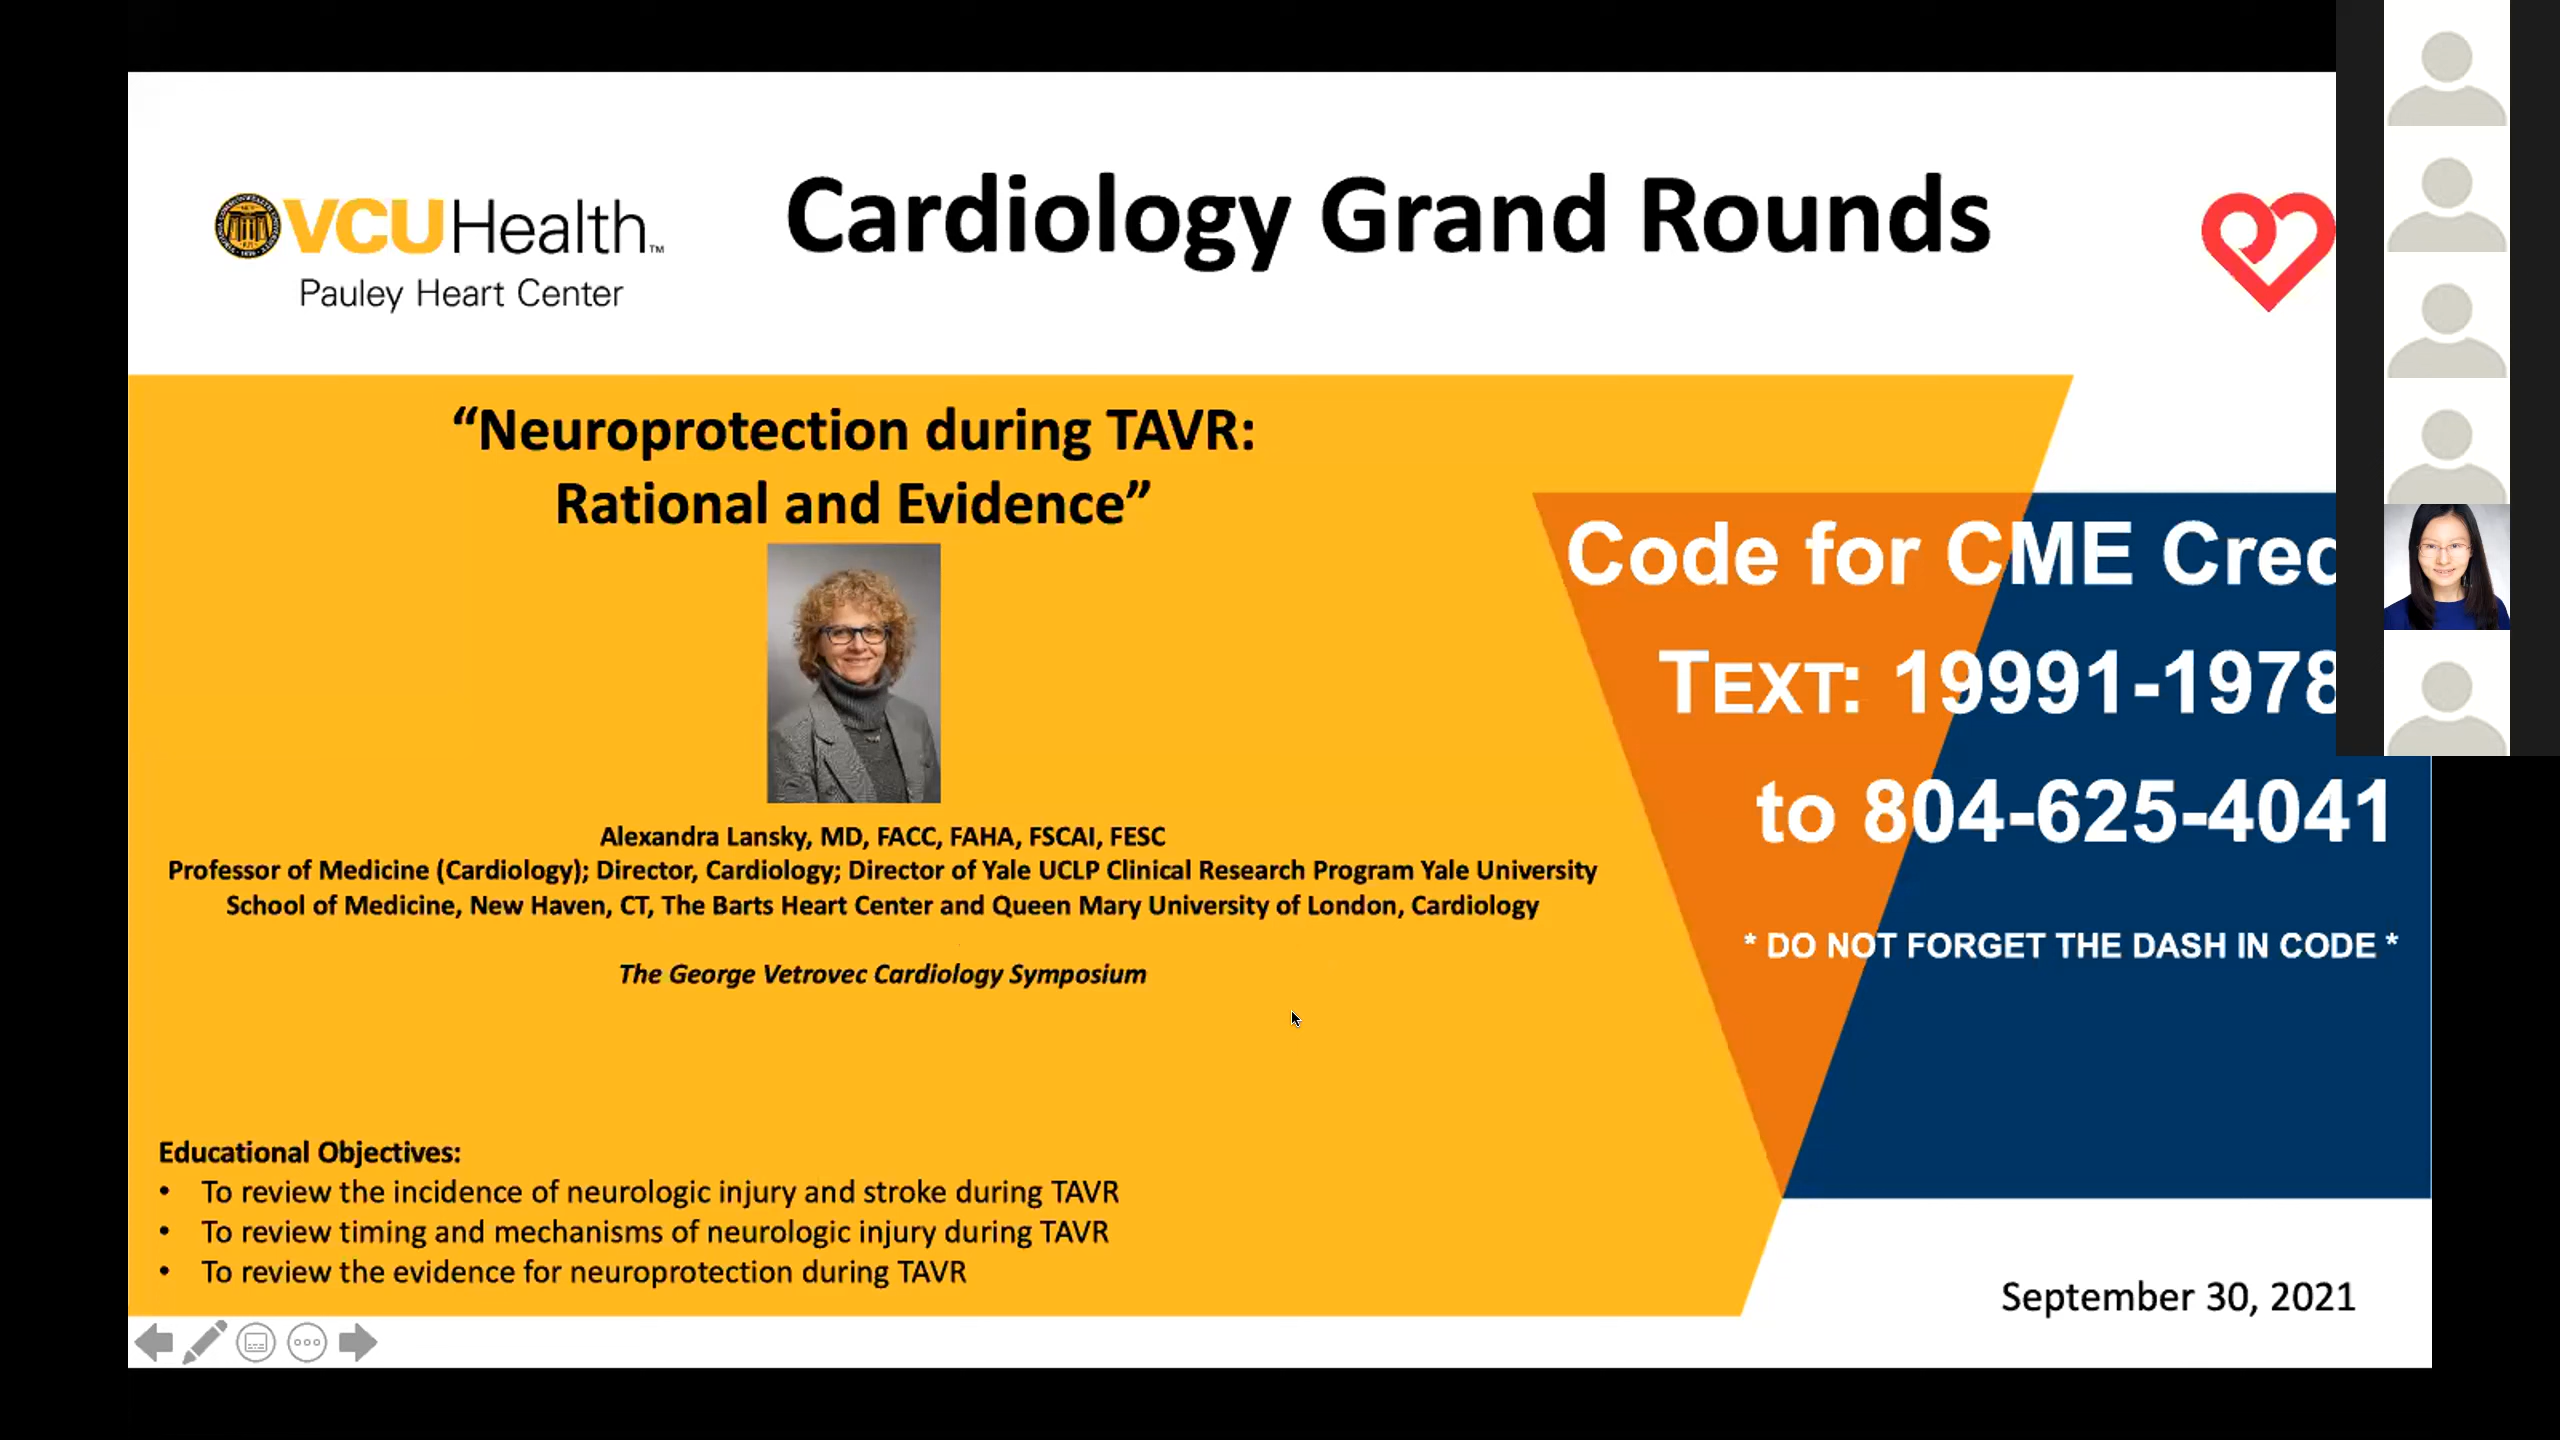 VCU Health™
Pauley Heart Center
Cardiology Grand Rounds
“Neuroprotection during TAVR:
Rational and Evidence”
Alexandra Lansky, MD, FACC, FAHA, FSCAI, FESC
Professor of Medicine (Cardiology); Director, Cardiology; Director of Yale UCLP Clinical Research Program Yale University
School of Medicine, New Haven, CT, The Barts Heart Center and Queen Mary University of London, Cardiology
The George Vetrovec Cardiology Symposium
Educational Objectives:
• To review the incidence of neurologic injury and stroke during TAVR
• To review timing and mechanisms of neurologic injury during TAVR
• To review the evidence for neuroprotection during TAVR
Code for CME
TEXT: 19991-1978
to 804-625-4041
* DO NOT FORGET THE DASH IN CODE *
September 30, 2021